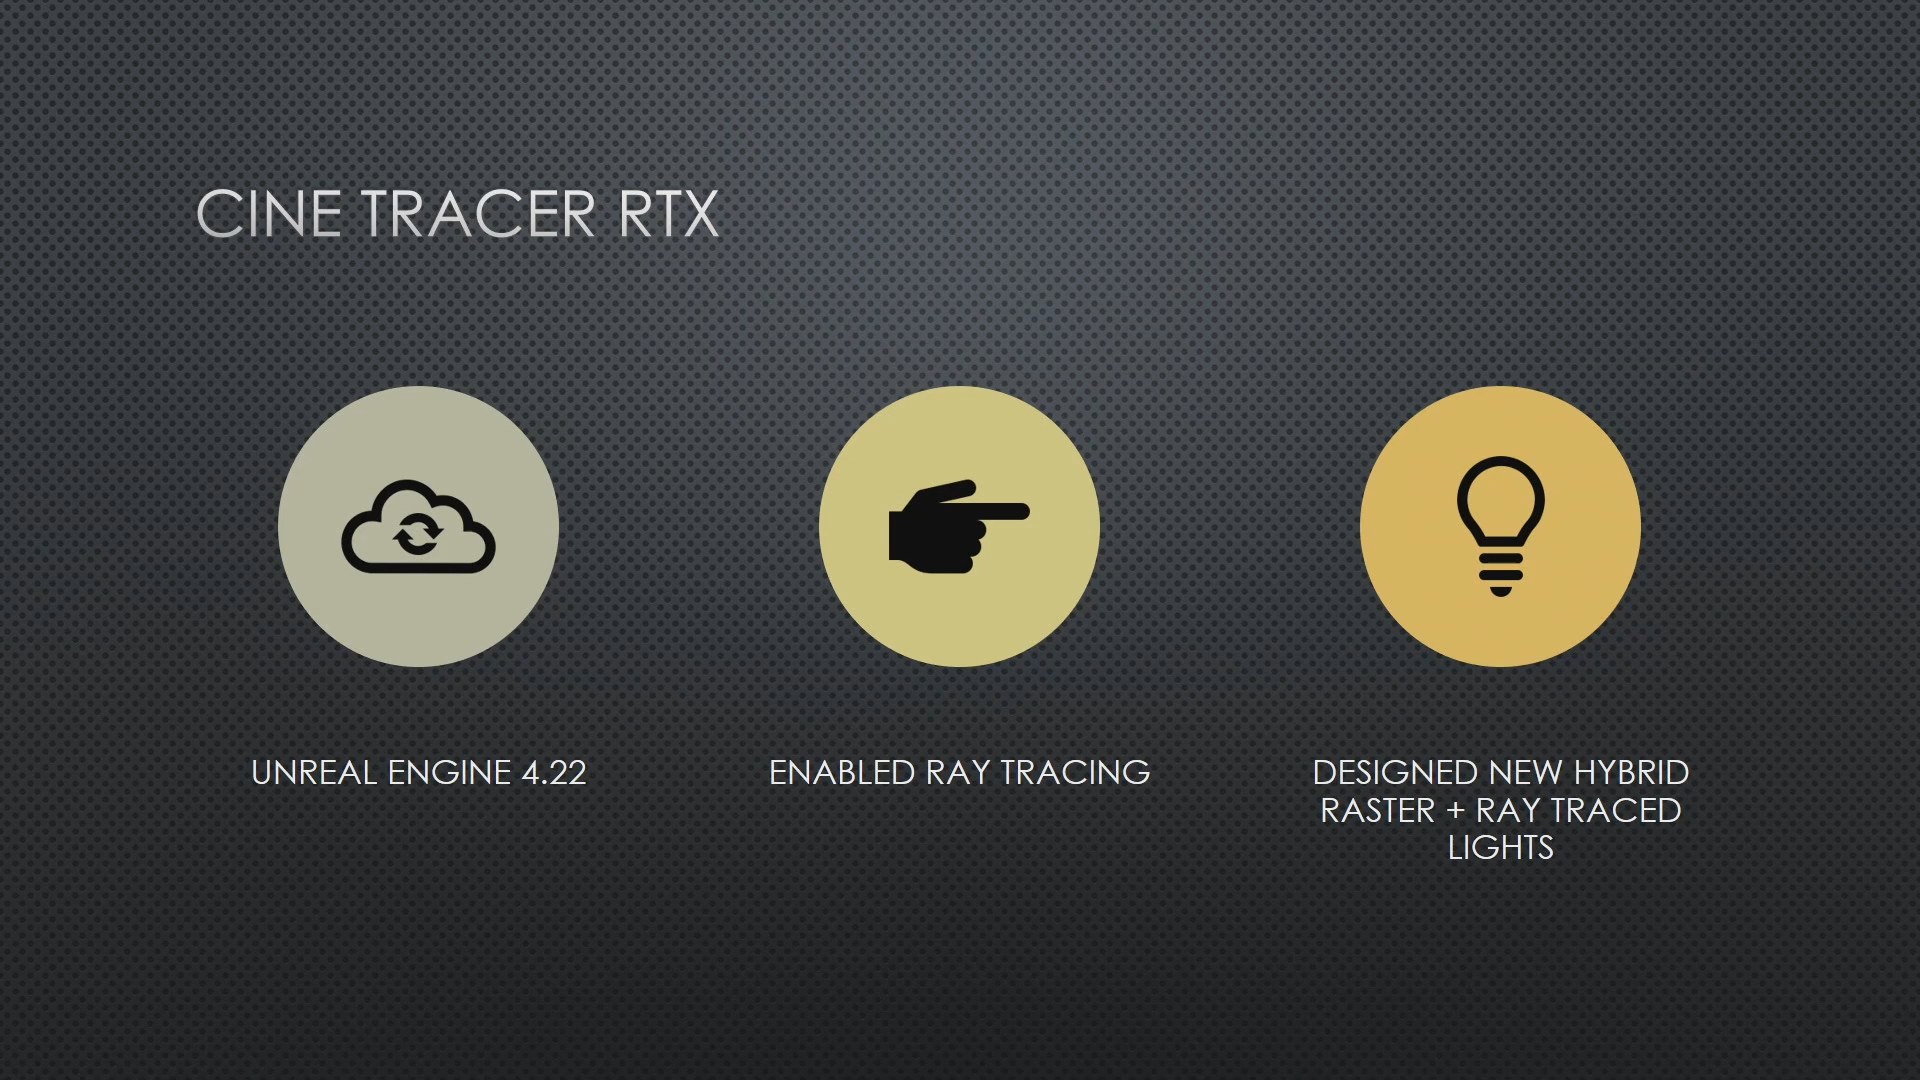 CINE TRACER RTX
UNREAL ENGINE 4.22
ENABLED RAY TRACING
DESIGNED NEW HYBRID
RASTER + RAY TRACED
LIGHTS